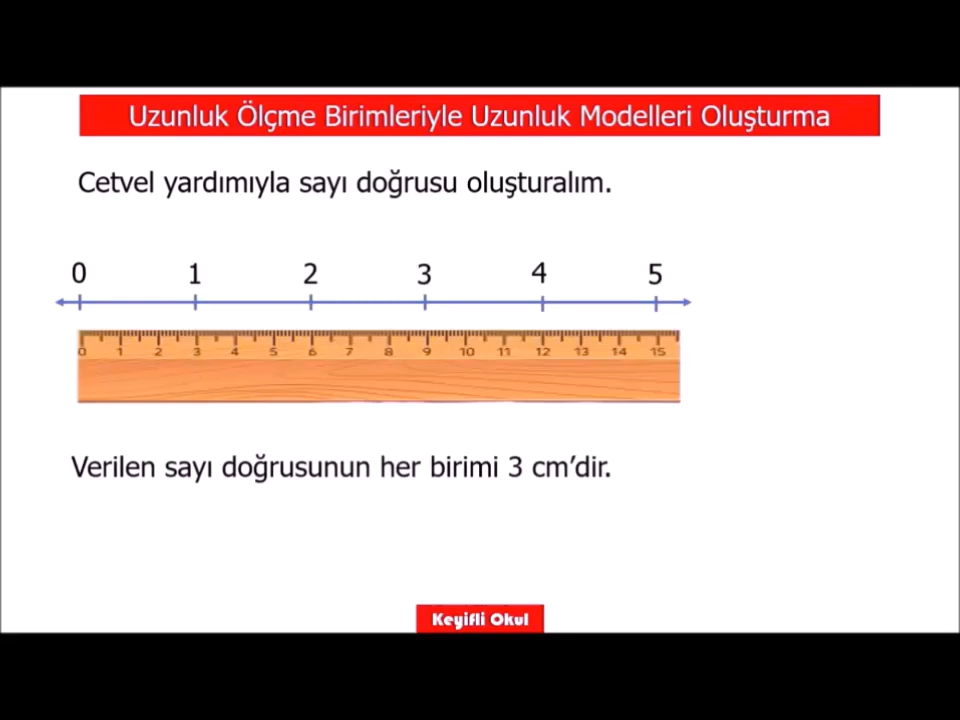 Uzunluk Ölçme Birimleriyle Uzunluk Modelleri Oluşturma
Cetvel yardımıyla sayı doğrusu oluşturalım.
0 1 2 3 4 5
0 1 2 3 4 5 6 7 8 9 10 11 12 13 14 15
Verilen sayı doğrusunun her birimi 3 cm’dir.
Keyifli Okul